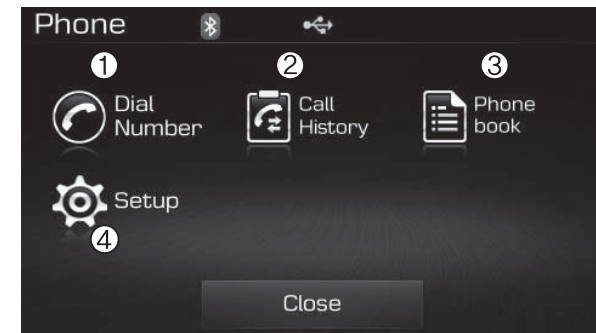 Phone
① ② ③
Dial Number
Call History
Phone book
Setup
④
Close